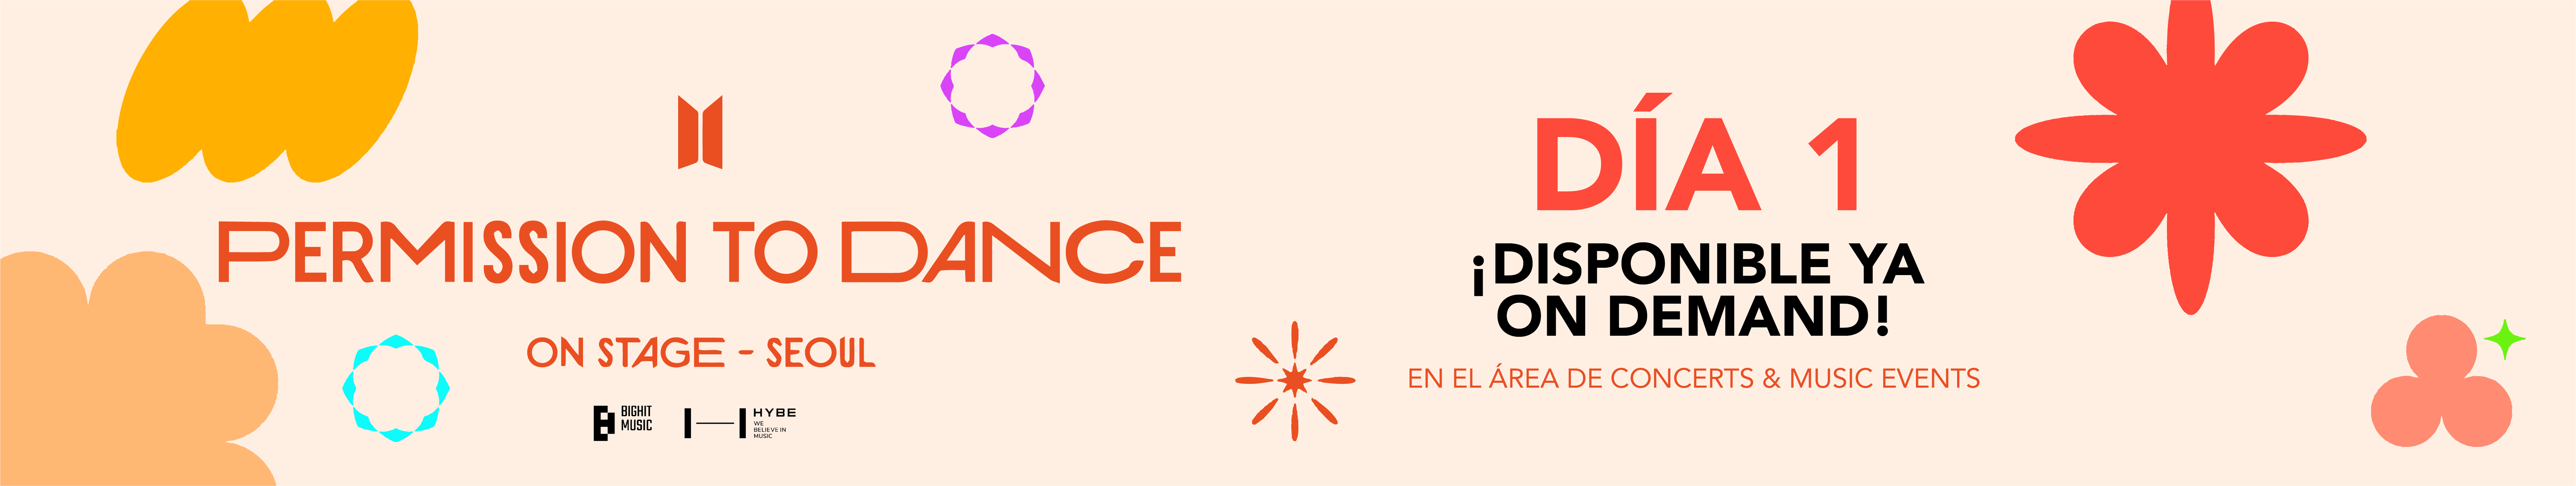 PERMISSION TO DANCE
ON STAGE - SEOUL
BIGHIT
MUSIC
HYBE
WE
BELIEVE IN
MUSIC
DÍA 1
¡DISPONIBLE YA
ON DEMAND!
EN EL ÁREA DE CONCERTS & MUSIC EVENTS